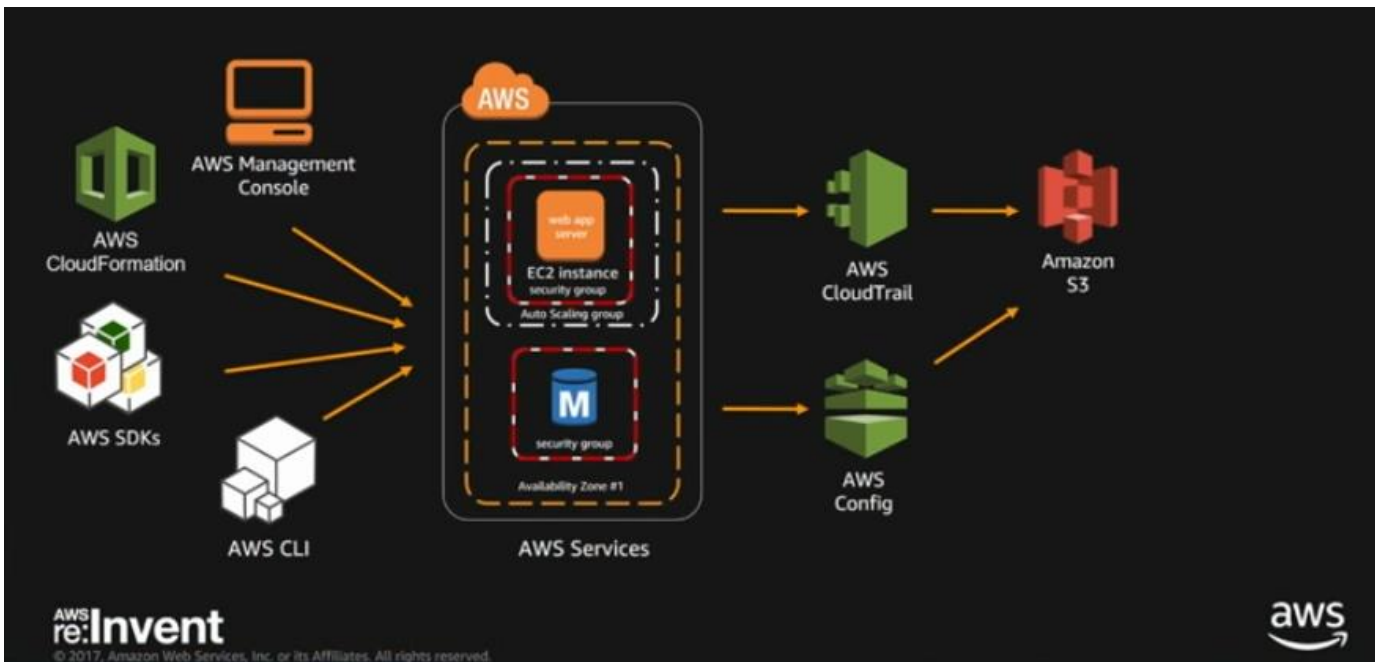 AWS Management
Console
AWS
CloudFormation
AWS SDKs
AWS CLI
AWS
web app
server
EC2 instance
security group
Auto Scaling group
M
security group
Availability Zone #1
AWS Services
AWS
CloudTrail
AWS
Config
Amazon
S3
AWS
re:Invent
© 2017, Amazon Web Services, Inc. or its Affiliates. All rights reserved.
aws